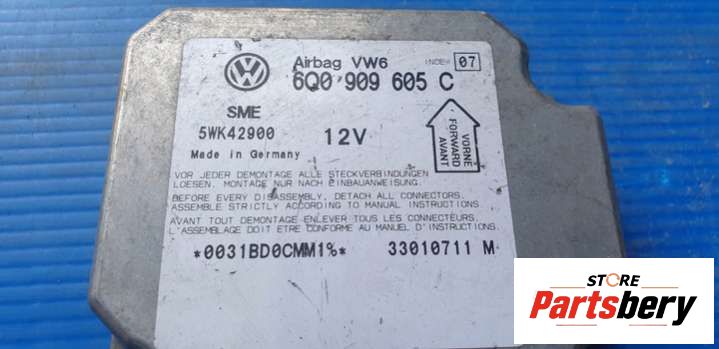 Airbag VW6 INDEX 07
6Q0 909 605 C
SME
5WK42900 12V
Made in Germany
VORNE
FORWARD
AVANT
VOR JEDER DEMONTAGE ALLE STECKVERBINDUNGEN
LOESEN, MONTAGE NUR NACH EINBAUANWEISUNG.
BEFORE EVERY DISASSEMBLY, DETACH ALL CONNECTORS.
ASSEMBLE STRICTLY ACCORDING TO MANUAL INSTRUCTIONS.
AVANT TOUT DEMONTAGE ENLEVER TOUS LES CONNECTEURS.
L'ASSEMBLAGE DOIT ETRE CONFORME AU MANUEL D'INSTRUCTIONS.
*0031BD0CMM1%* 33010711 M
STORE
Partsbery